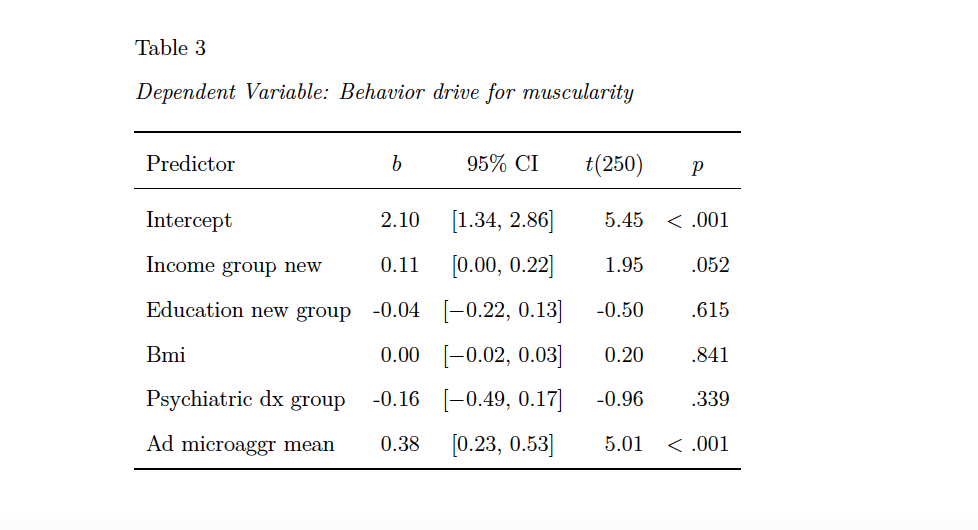 Table 3
Dependent Variable: Behavior drive for muscularity
Predictor b 95% CI t(250) p
Intercept 2.10 [1.34, 2.86] 5.45 < .001
Income group new 0.11 [0.00, 0.22] 1.95 .052
Education new group -0.04 [−0.22, 0.13] -0.50 .615
Bmi 0.00 [−0.02, 0.03] 0.20 .841
Psychiatric dx group -0.16 [−0.49, 0.17] -0.96 .339
Ad microaggr mean 0.38 [0.23, 0.53] 5.01 < .001